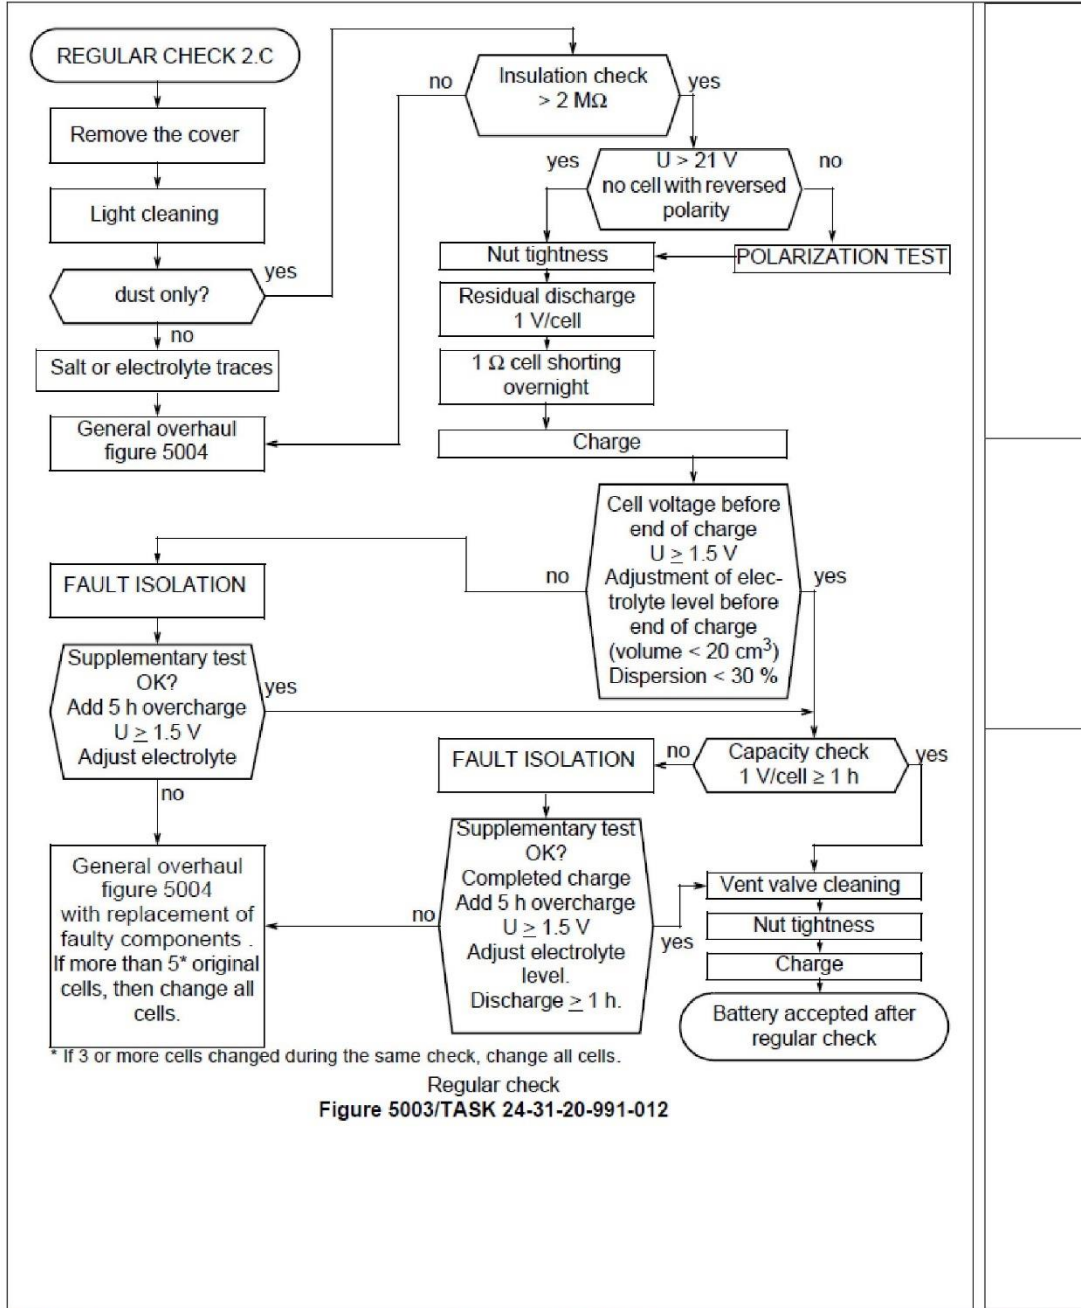 REGULAR CHECK 2.C
Remove the cover
Light cleaning
dust only?
yes
no
Salt or electrolyte traces
General overhaul
figure 5004
Insulation check
> 2 MΩ
no
yes
U > 21 V
no cell with reversed
polarity
yes
no
Nut tightness
POLARIZATION TEST
Residual discharge
1 V/cell
1 Ω cell shorting
overnight
Charge
Cell voltage before
end of charge
U ≥ 1.5 V
Adjustment of elec-
trolyte level before
end of charge
(volume < 20 cm³)
Dispersion < 30 %
no
yes
FAULT ISOLATION
Supplementary test
OK?
Add 5 h overcharge
U ≥ 1.5 V
Adjust electrolyte
yes
no
General overhaul
figure 5004
with replacement of
faulty components .
If more than 5* original
cells, then change all
cells.
Capacity check
1 V/cell ≥ 1 h
no
yes
FAULT ISOLATION
Supplementary test
OK?
Completed charge
Add 5 h overcharge
U ≥ 1.5 V
Adjust electrolyte
level.
Discharge ≥ 1 h.
no
yes
Vent valve cleaning
Nut tightness
Charge
Battery accepted after
regular check
* If 3 or more cells changed during the same check, change all cells.
Regular check
Figure 5003/TASK 24-31-20-991-012